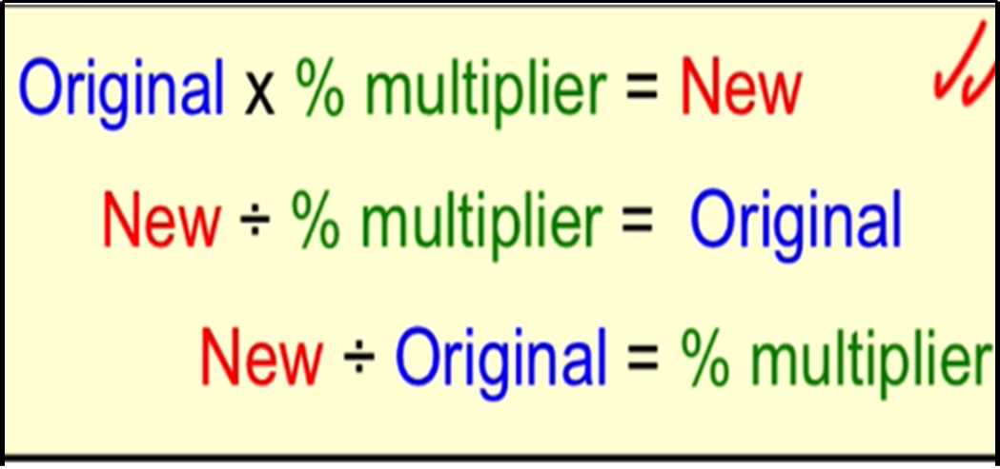 Original x % multiplier = New
New ÷ % multiplier = Original
New ÷ Original = % multiplier